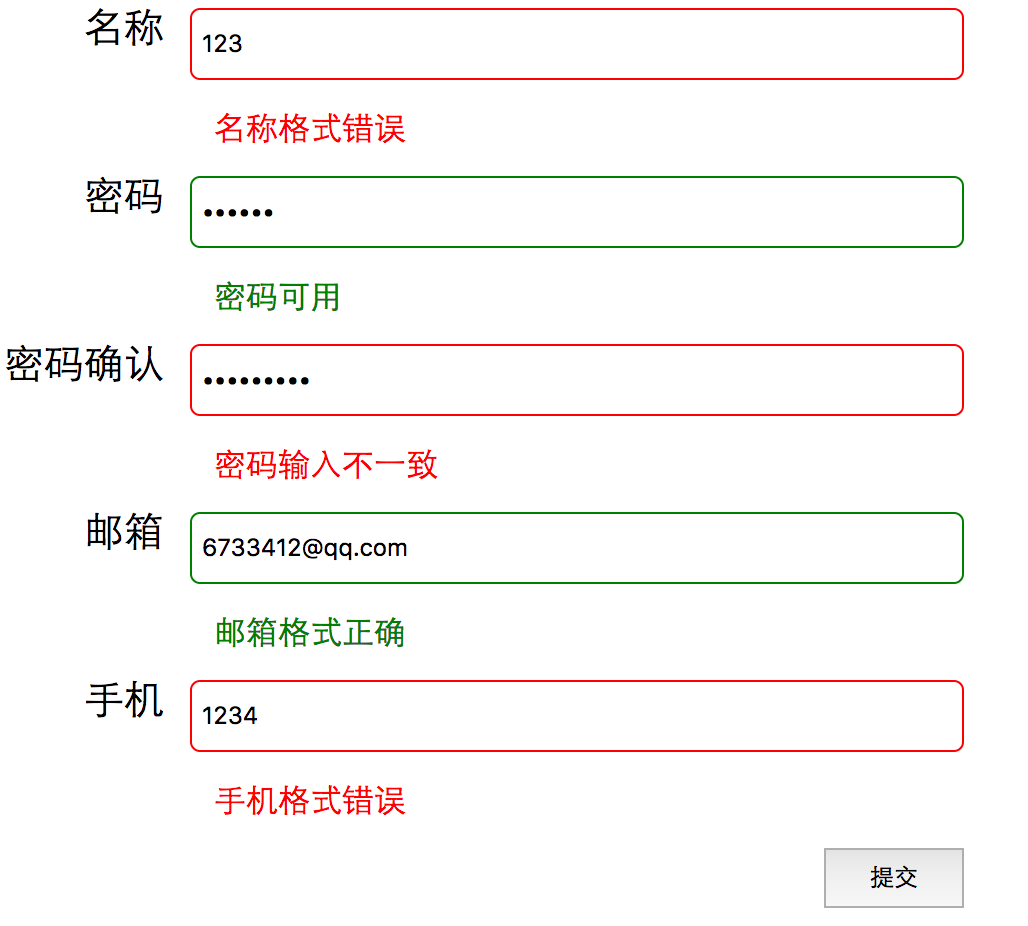 名称 123
名称格式错误
密码 ••••••
密码可用
密码确认 •••••••••
密码输入不一致
邮箱 6733412@qq.com
邮箱格式正确
手机 1234
手机格式错误
提交